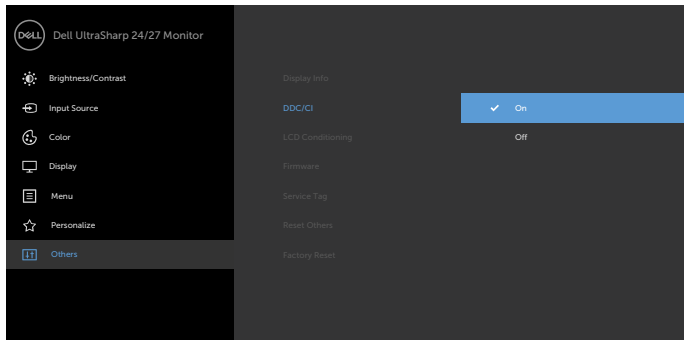 DELL Dell UltraSharp 24/27 Monitor
Brightness/Contrast
Input Source
Color
Display
Menu
Personalize
Others
Display Info
DDC/CI
LCD Conditioning
Firmware
Service Tag
Reset Others
Factory Reset
On
Off